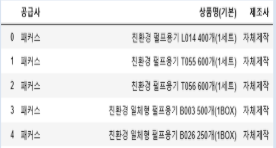 공급사 상품명(기본) 제조사
0 패커스 친환경 펄프용기 L014 400개(1세트) 자체제작
1 패커스 친환경 펄프용기 T055 600개(1세트) 자체제작
2 패커스 친환경 펄프용기 T056 600개(1세트) 자체제작
3 패커스 친환경 일체형 펄프용기 B003 500개(1BOX) 자체제작
4 패커스 친환경 일체형 펄프용기 B026 250개(1BOX) 자체제작